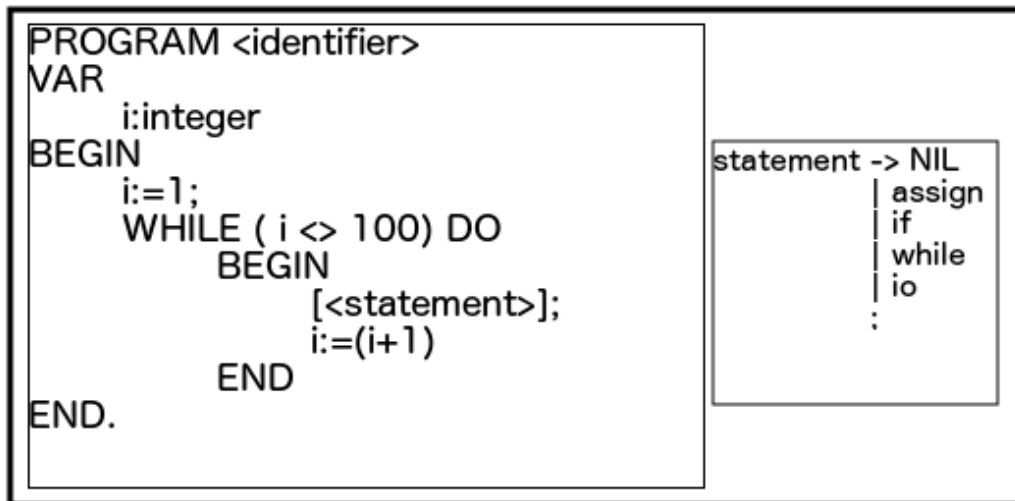 PROGRAM <identifier>
VAR
i:integer
BEGIN
i:=1;
WHILE ( i <> 100) DO
BEGIN
[<statement>];
i:=(i+1)
END
END.
statement -> NIL
| assign
| if
| while
| io
: